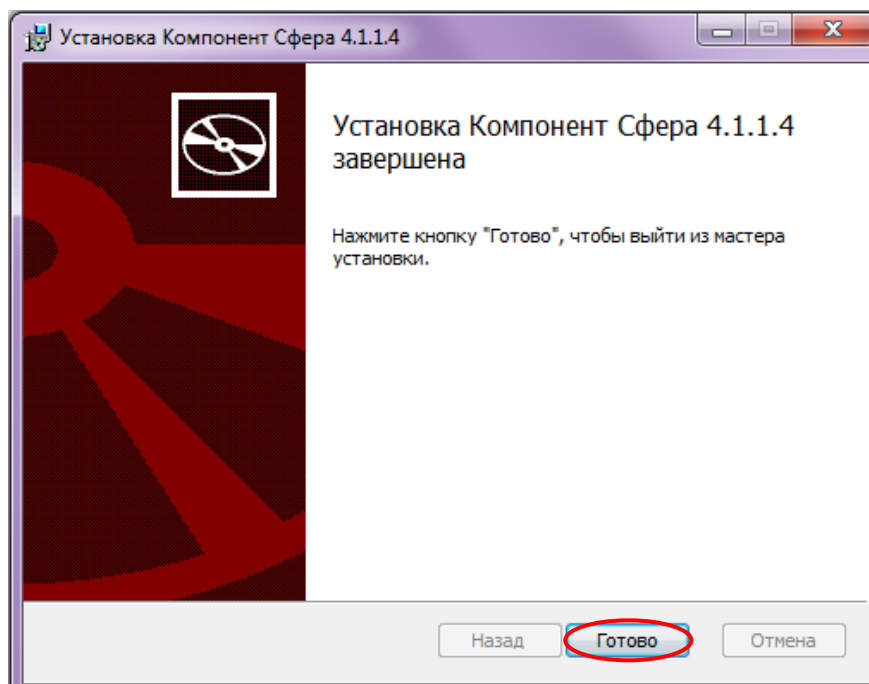 Установка Компонент Сфера 4.1.1.4
Установка Компонент Сфера 4.1.1.4
завершена
Нажмите кнопку "Готово", чтобы выйти из мастера
установки.
Назад
Готово
Отмена